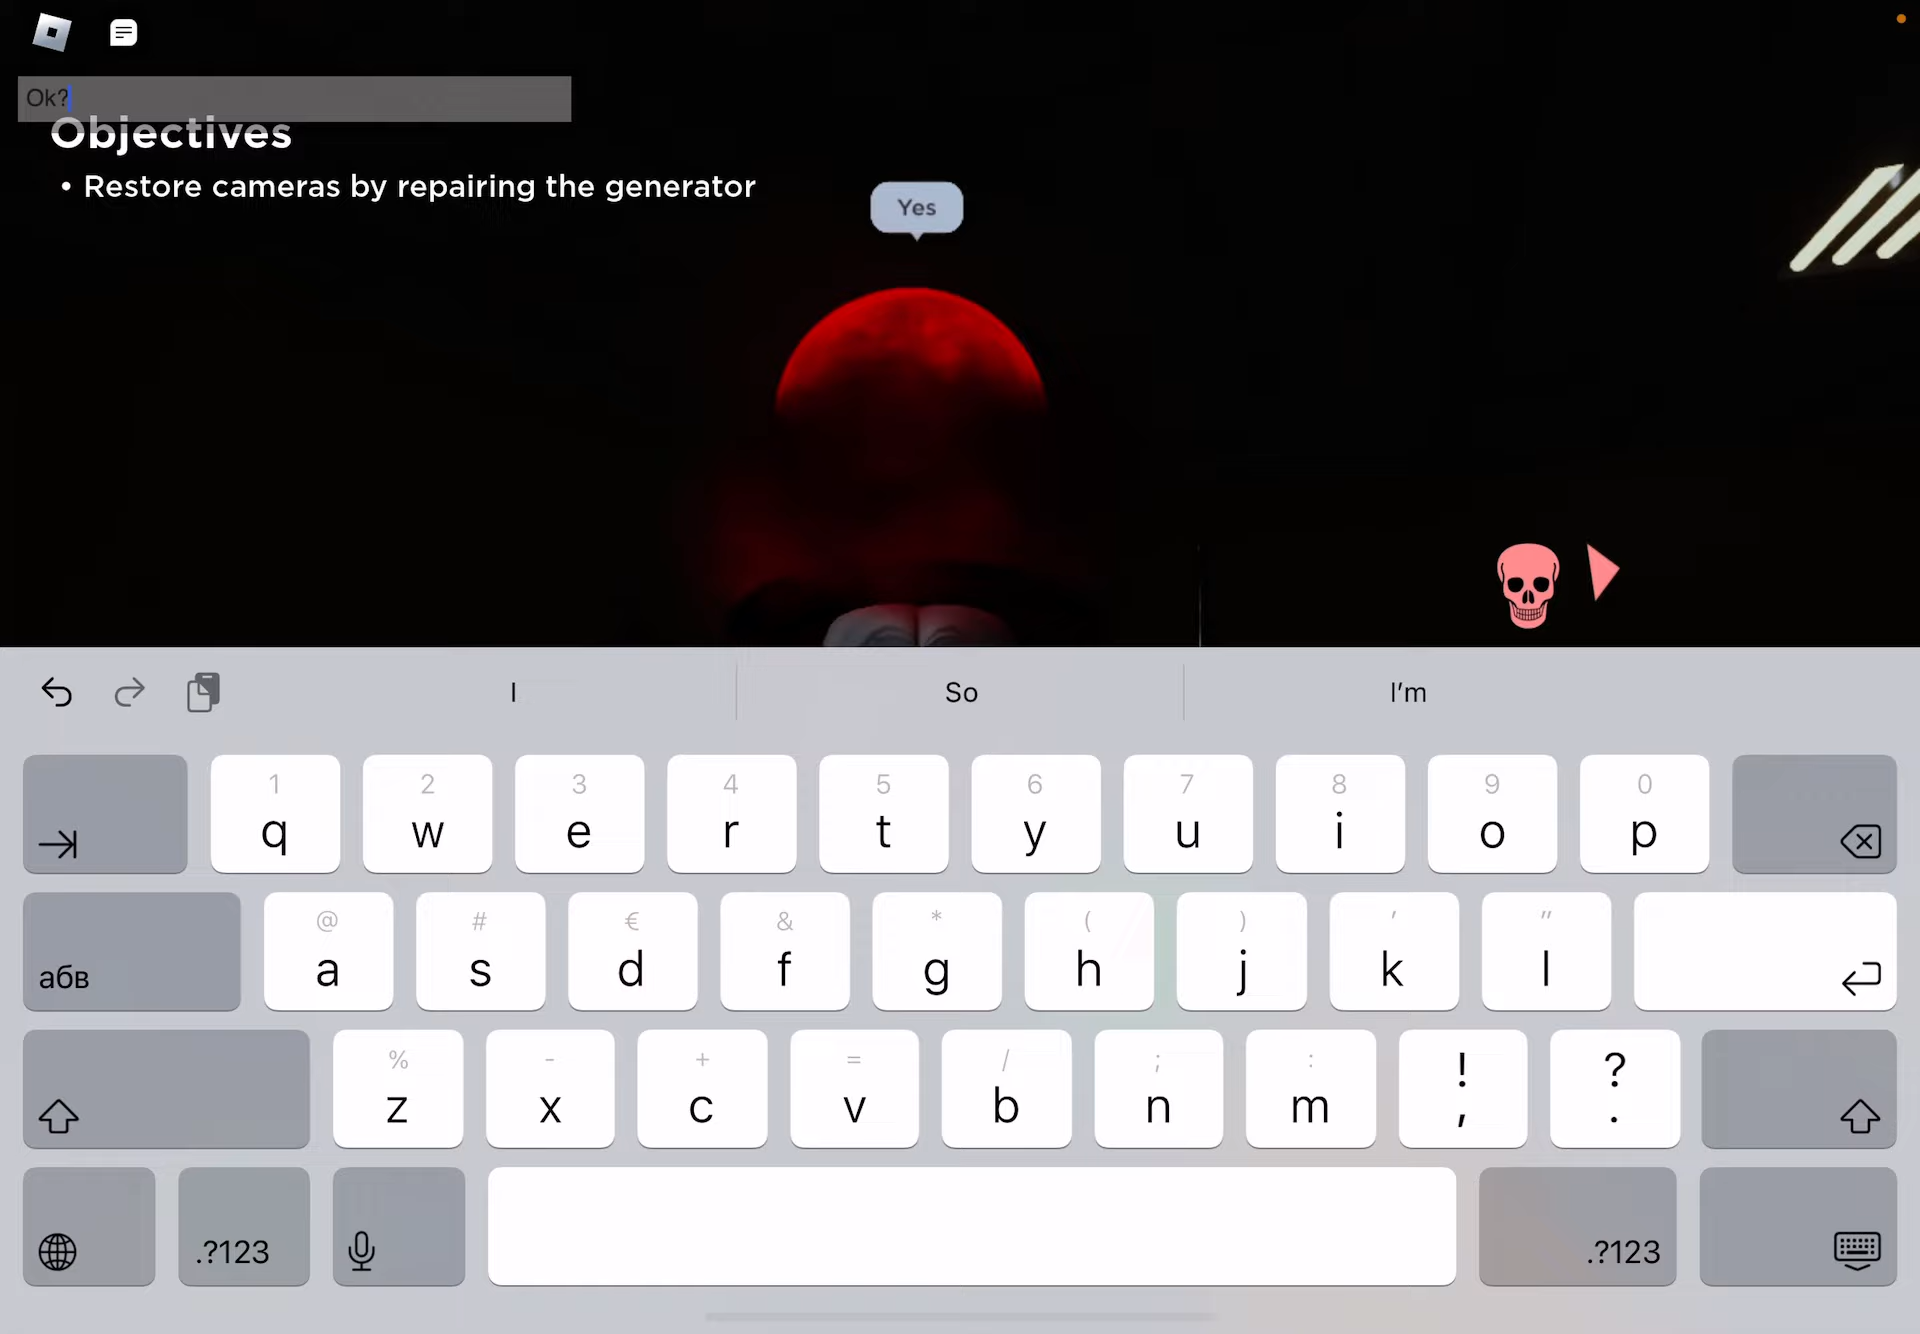 Ok?
Objectives
• Restore cameras by repairing the generator
Yes
I So I'm
1 2 3 4 5 6 7 8 9 0
q w e r t y u i o p
@ # € & * ( ) ' "
абв a s d f g h j k l
% - + = / ; : ! ?
z x c v b n m , .
.?123 .?123